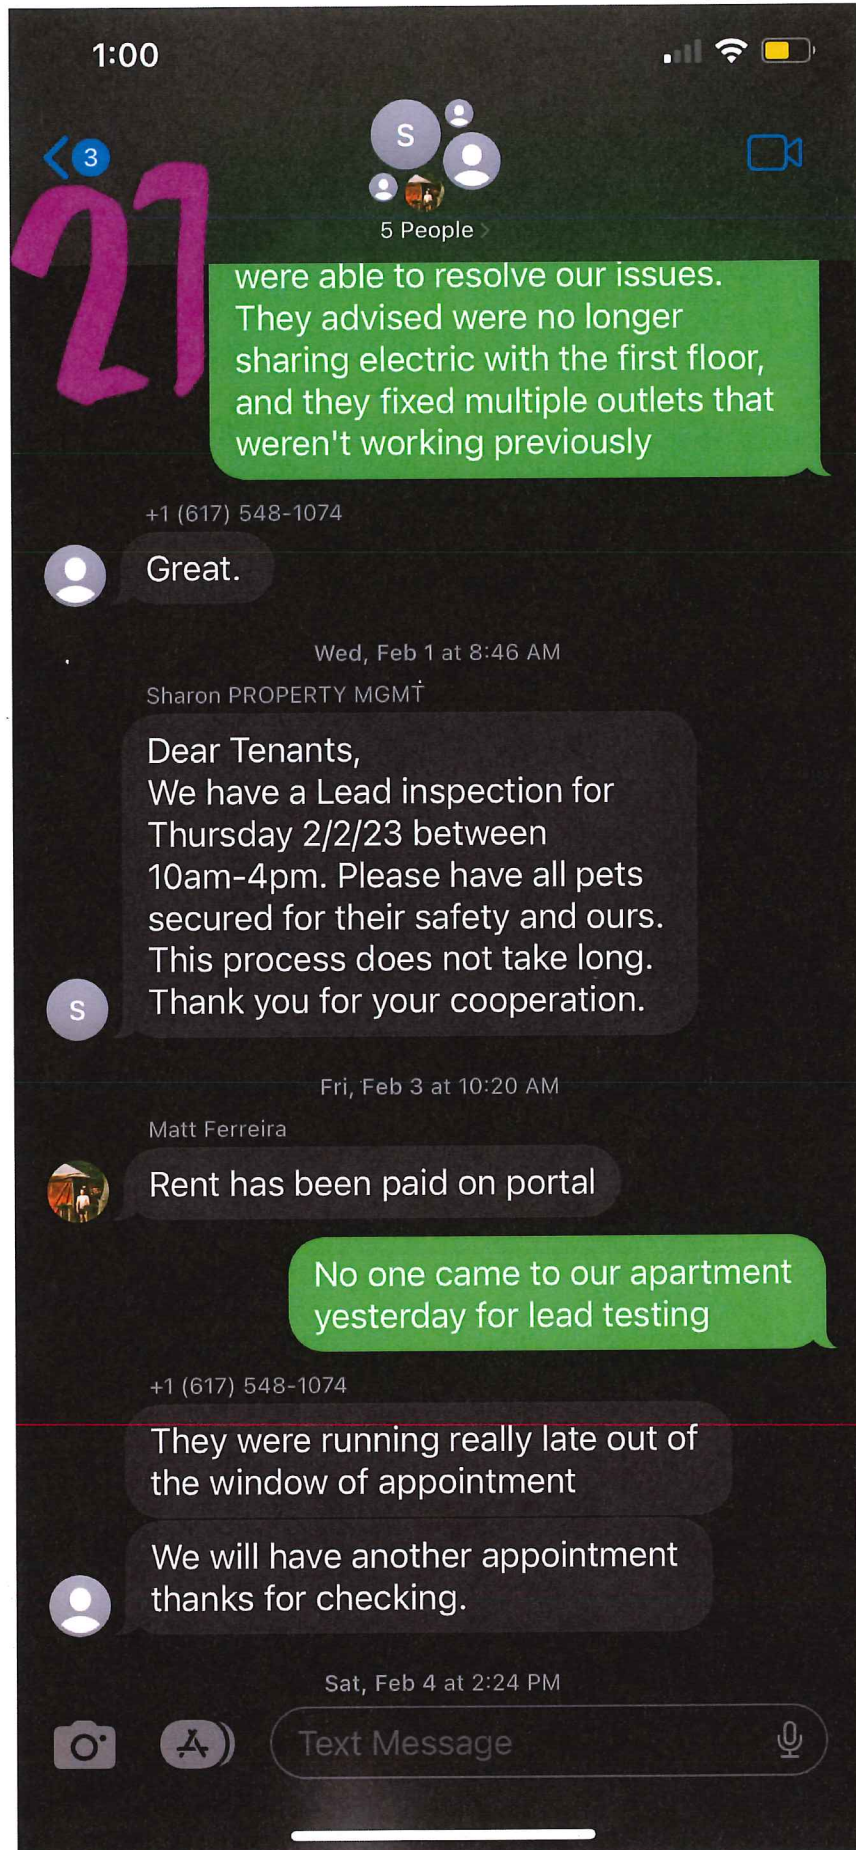 1:00
3
S
27
5 People
were able to resolve our issues.
They advised were no longer
sharing electric with the first floor,
and they fixed multiple outlets that
weren't working previously
+1 (617) 548-1074
Great.
Wed, Feb 1 at 8:46 AM
Sharon PROPERTY MGMT
Dear Tenants,
We have a Lead inspection for
Thursday 2/2/23 between
10am-4pm. Please have all pets
secured for their safety and ours.
This process does not take long.
Thank you for your cooperation.
S
Fri, Feb 3 at 10:20 AM
Matt Ferreira
Rent has been paid on portal
No one came to our apartment
yesterday for lead testing
+1 (617) 548-1074
They were running really late out of
the window of appointment
We will have another appointment
thanks for checking.
Sat, Feb 4 at 2:24 PM
Text Message